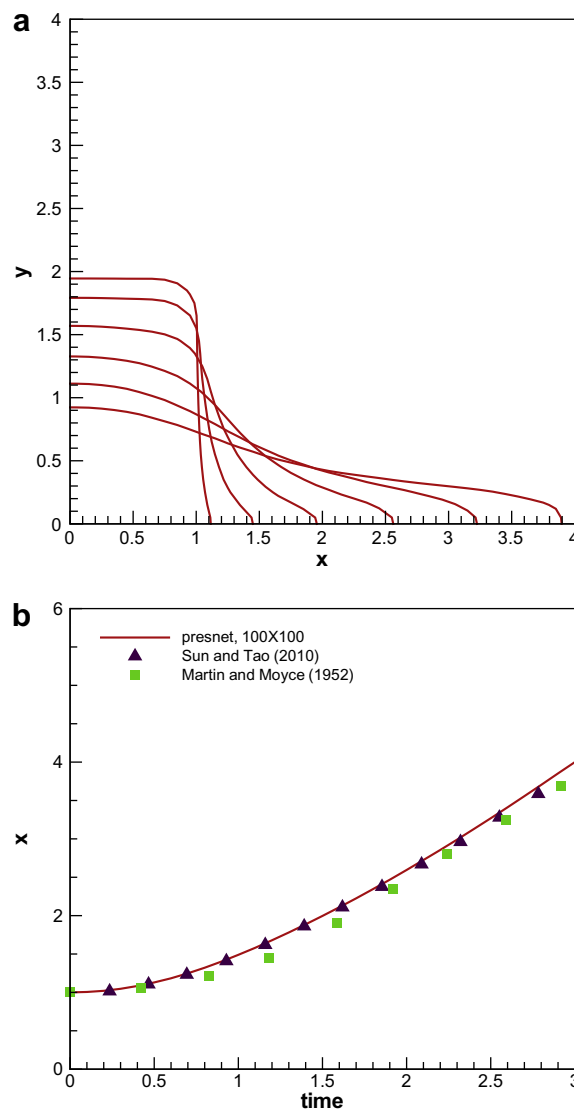 a
4
3.5
3
2.5
2
1.5
1
0.5
0
y
0 0.5 1 1.5 2 2.5 3 3.5 4
x
b
6
4
2
0
x
presnet, 100X100
Sun and Tao (2010)
Martin and Moyce (1952)
0 0.5 1 1.5 2 2.5 3
time